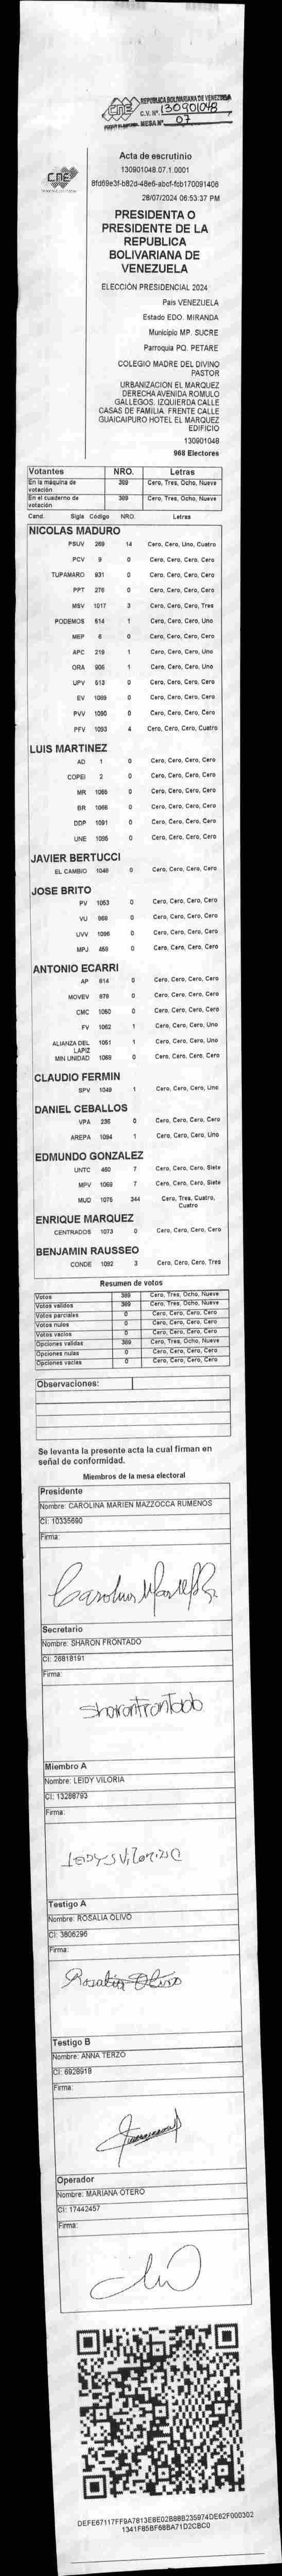 REPÚBLICA BOLIVARIANA DE VENEZUELA
CNE
C.V. Nº 130901048
MESA Nº 07
CNE
Acta de escrutinio
130901048.07.1.0001
8fd69e3f-b82d-48e6-abcf-fcb170091406
28/07/2024 06:53:37 PM
PRESIDENTA O
PRESIDENTE DE LA
REPUBLICA
BOLIVARIANA DE
VENEZUELA
ELECCIÓN PRESIDENCIAL 2024
País VENEZUELA
Estado EDO. MIRANDA
Municipio MP. SUCRE
Parroquia PQ. PETARE
COLEGIO MADRE DEL DIVINO
PASTOR
URBANIZACIÓN EL MARQUEZ
DERECHA AVENIDA ROMULO
GALLEGOS. IZQUIERDA CALLE
CASAS DE FAMILIA. FRENTE CALLE
GUAICAIPURO HOTEL EL MARQUEZ
EDIFICIO
130901048
968 Electores
Votantes NRO. Letras
En la máquina de votación 389 Cero, Tres, Ocho, Nueve
En el cuaderno de votación 389 Cero, Tres, Ocho, Nueve
Cand. Sigla Código NRO. Letras
NICOLAS MADURO
PSUV 269 14 Cero, Cero, Uno, Cuatro
PCV 9 0 Cero, Cero, Cero, Cero
TUPAMARO 931 0 Cero, Cero, Cero, Cero
PPT 276 0 Cero, Cero, Cero, Cero
MSV 1017 3 Cero, Cero, Cero, Tres
PODEMOS 614 1 Cero, Cero, Cero, Uno
MEP 6 0 Cero, Cero, Cero, Cero
APC 219 1 Cero, Cero, Cero, Uno
ORA 906 1 Cero, Cero, Cero, Uno
UPV 613 0 Cero, Cero, Cero, Cero
EV 1089 0 Cero, Cero, Cero, Cero
PVV 1090 0 Cero, Cero, Cero, Cero
PFV 1093 4 Cero, Cero, Cero, Cuatro
LUIS MARTINEZ
AD 1 0 Cero, Cero, Cero, Cero
COPEI 2 0 Cero, Cero, Cero, Cero
MR 1065 0 Cero, Cero, Cero, Cero
BR 1066 0 Cero, Cero, Cero, Cero
DDP 1091 0 Cero, Cero, Cero, Cero
UNE 1095 0 Cero, Cero, Cero, Cero
JAVIER BERTUCCI
EL CAMBIO 1048 0 Cero, Cero, Cero, Cero
JOSE BRITO
PV 1053 0 Cero, Cero, Cero, Cero
VU 968 0 Cero, Cero, Cero, Cero
UVV 1096 0 Cero, Cero, Cero, Cero
MPJ 459 0 Cero, Cero, Cero, Cero
ANTONIO ECARRI
AP 814 0 Cero, Cero, Cero, Cero
MOVEV 978 0 Cero, Cero, Cero, Cero
CMC 1050 0 Cero, Cero, Cero, Cero
FV 1062 1 Cero, Cero, Cero, Uno
ALIANZA DEL LAPIZ 1061 1 Cero, Cero, Cero, Uno
MIN UNIDAD 1068 0 Cero, Cero, Cero, Cero
CLAUDIO FERMIN
SPV 1049 1 Cero, Cero, Cero, Uno
DANIEL CEBALLOS
VPA 236 0 Cero, Cero, Cero, Cero
AREPA 1094 1 Cero, Cero, Cero, Uno
EDMUNDO GONZALEZ
UNTC 460 7 Cero, Cero, Cero, Siete
MPV 1069 7 Cero, Cero, Cero, Siete
MUD 1075 344 Cero, Tres, Cuatro, Cuatro
ENRIQUE MARQUEZ
CENTRADOS 1073 0 Cero, Cero, Cero, Cero
BENJAMIN RAUSSEO
CONDE 1092 3 Cero, Cero, Cero, Tres
Resumen de votos
Votos 389 Cero, Tres, Ocho, Nueve
Votos válidos 389 Cero, Tres, Ocho, Nueve
Votos parciales 0 Cero, Cero, Cero, Cero
Votos nulos 0 Cero, Cero, Cero, Cero
Votos vacíos 0 Cero, Cero, Cero, Cero
Opciones validas 389 Cero, Tres, Ocho, Nueve
Opciones nulas 0 Cero, Cero, Cero, Cero
Opciones vacías 0 Cero, Cero, Cero, Cero
Observaciones:
Se levanta la presente acta la cual firman en
señal de conformidad.
Miembros de la mesa electoral
Presidente
Nombre: CAROLINA MARIEN MAZZOCCA RUMENOS
CI: 10335690
Firma:
Secretario
Nombre: SHARON FRONTADO
CI: 26818191
Firma:
Sharon Frontado
Miembro A
Nombre: LEIDY VILORIA
CI: 13288793
Firma:
Testigo A
Nombre: ROSALIA OLIVO
CI: 3806296
Firma:
Rosalia Olivo
Testigo B
Nombre: ANNA TERZO
CI: 6928918
Firma:
Operador
Nombre: MARIANA OTERO
CI: 17442457
Firma:
DEFE67117FF9A7813E8E02B88B235974DE62F000302
1341F85BF66BA71D2CBC0